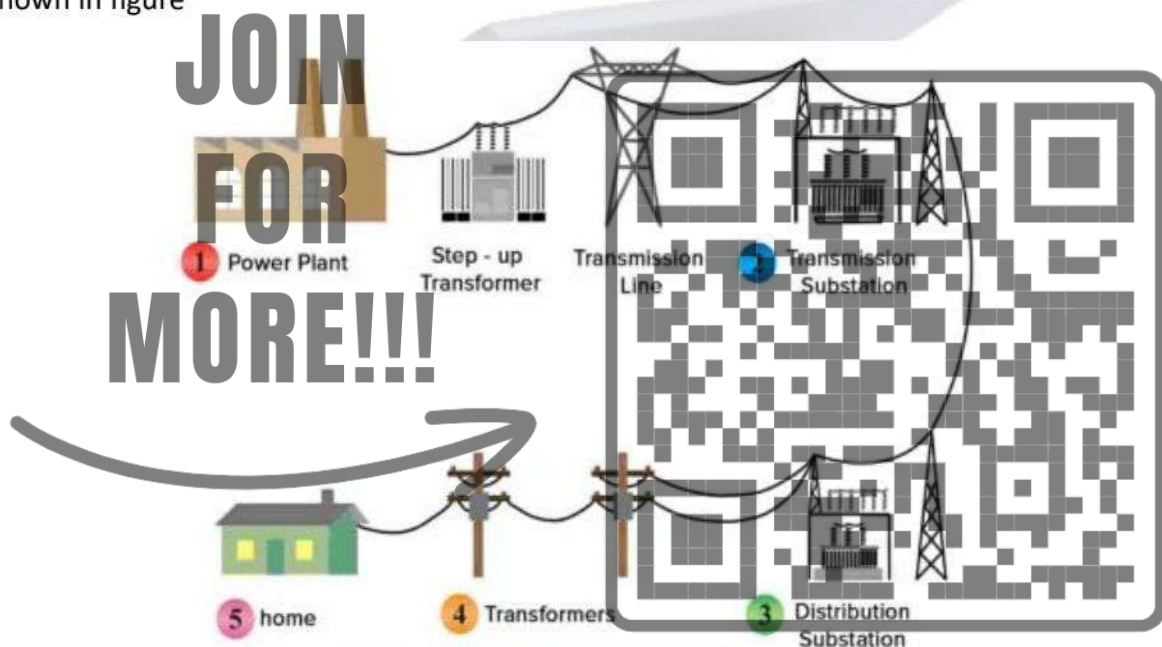 nown in figure
JOIN
FOR
MORE!!!
1 Power Plant
Step - up
Transformer
Transmission
Line
2 Transmission
Substation
5 home
4 Transformers
3 Distribution
Substation